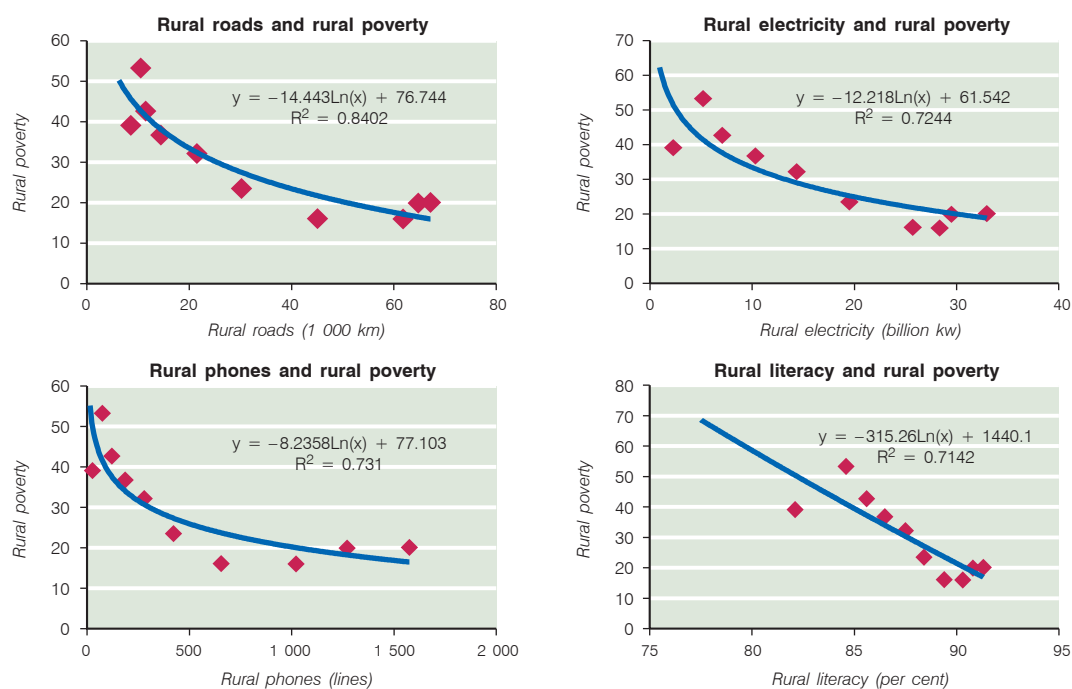 Rural roads and rural poverty
60
50
40
30
20
10
0
Rural poverty
y = −14.443Ln(x) + 76.744
R² = 0.8402
0 20 40 60 80
Rural roads (1 000 km)
Rural electricity and rural poverty
70
60
50
40
30
20
10
0
Rural poverty
y = −12.218Ln(x) + 61.542
R² = 0.7244
0 10 20 30 40
Rural electricity (billion kw)
Rural phones and rural poverty
60
50
40
30
20
10
0
Rural poverty
y = −8.2358Ln(x) + 77.103
R² = 0.731
0 500 1 000 1 500 2 000
Rural phones (lines)
Rural literacy and rural poverty
80
70
60
50
40
30
20
10
0
Rural poverty
y = −315.26Ln(x) + 1440.1
R² = 0.7142
75 80 85 90 95
Rural literacy (per cent)